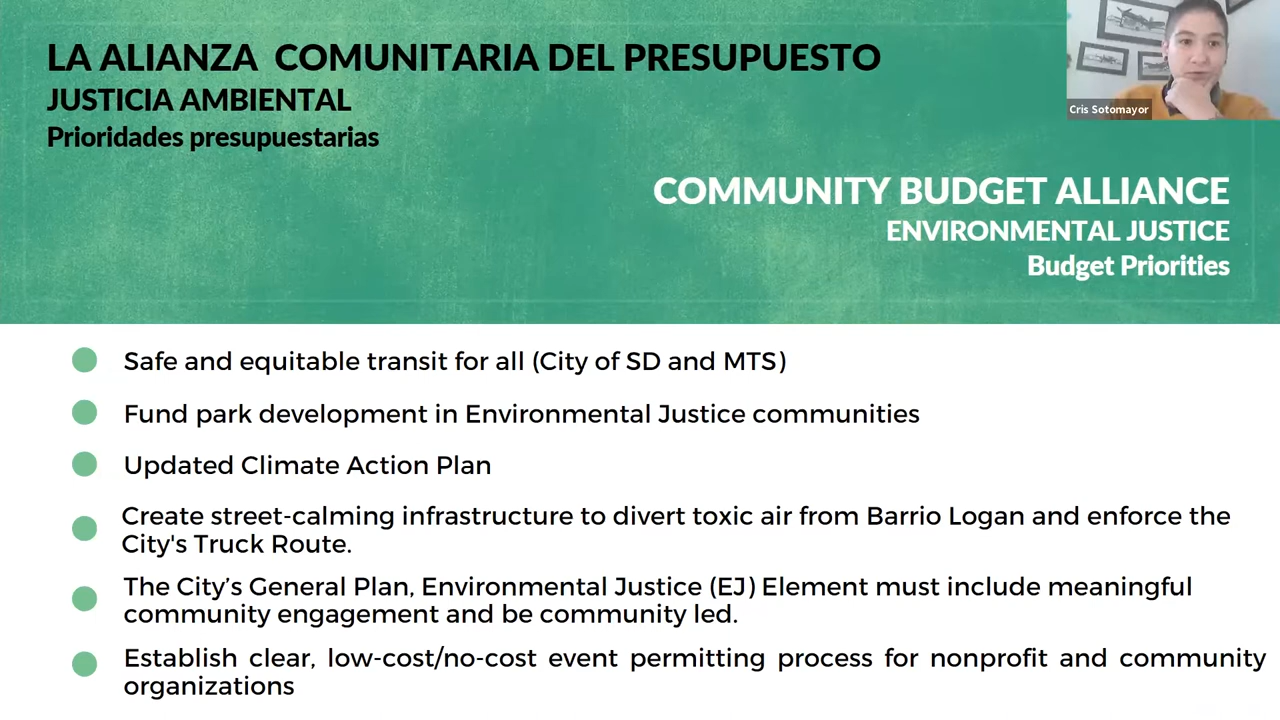 LA ALIANZA COMUNITARIA DEL PRESUPUESTO
JUSTICIA AMBIENTAL
Prioridades presupuestarias
Cris Sotomayor
COMMUNITY BUDGET ALLIANCE
ENVIRONMENTAL JUSTICE
Budget Priorities
Safe and equitable transit for all (City of SD and MTS)
Fund park development in Environmental Justice communities
Updated Climate Action Plan
Create street-calming infrastructure to divert toxic air from Barrio Logan and enforce the
City's Truck Route.
The City’s General Plan, Environmental Justice (EJ) Element must include meaningful
community engagement and be community led.
Establish clear, low-cost/no-cost event permitting process for nonprofit and community
organizations